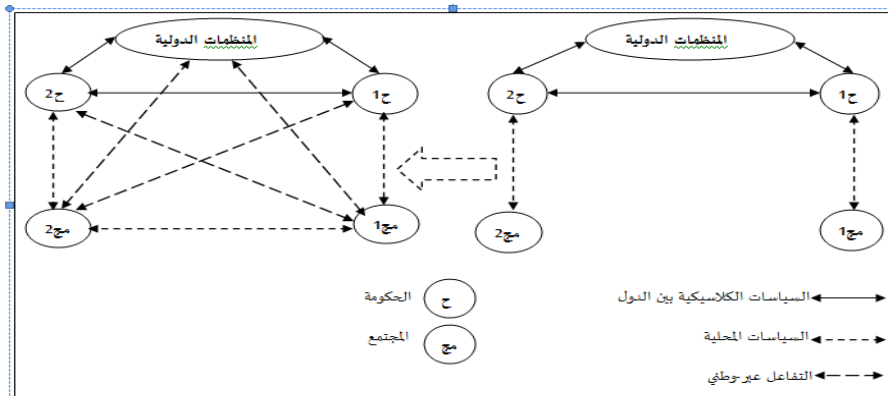 المنظمات الدولية
ح1
ح2
مج1
مج2
المنظمات الدولية
ح1
ح2
مج1
مج2
السياسات الكلاسيكية بين الدول
السياسات المحلية
التفاعل عبر-وطني
ح
الحكومة
مج
المجتمع